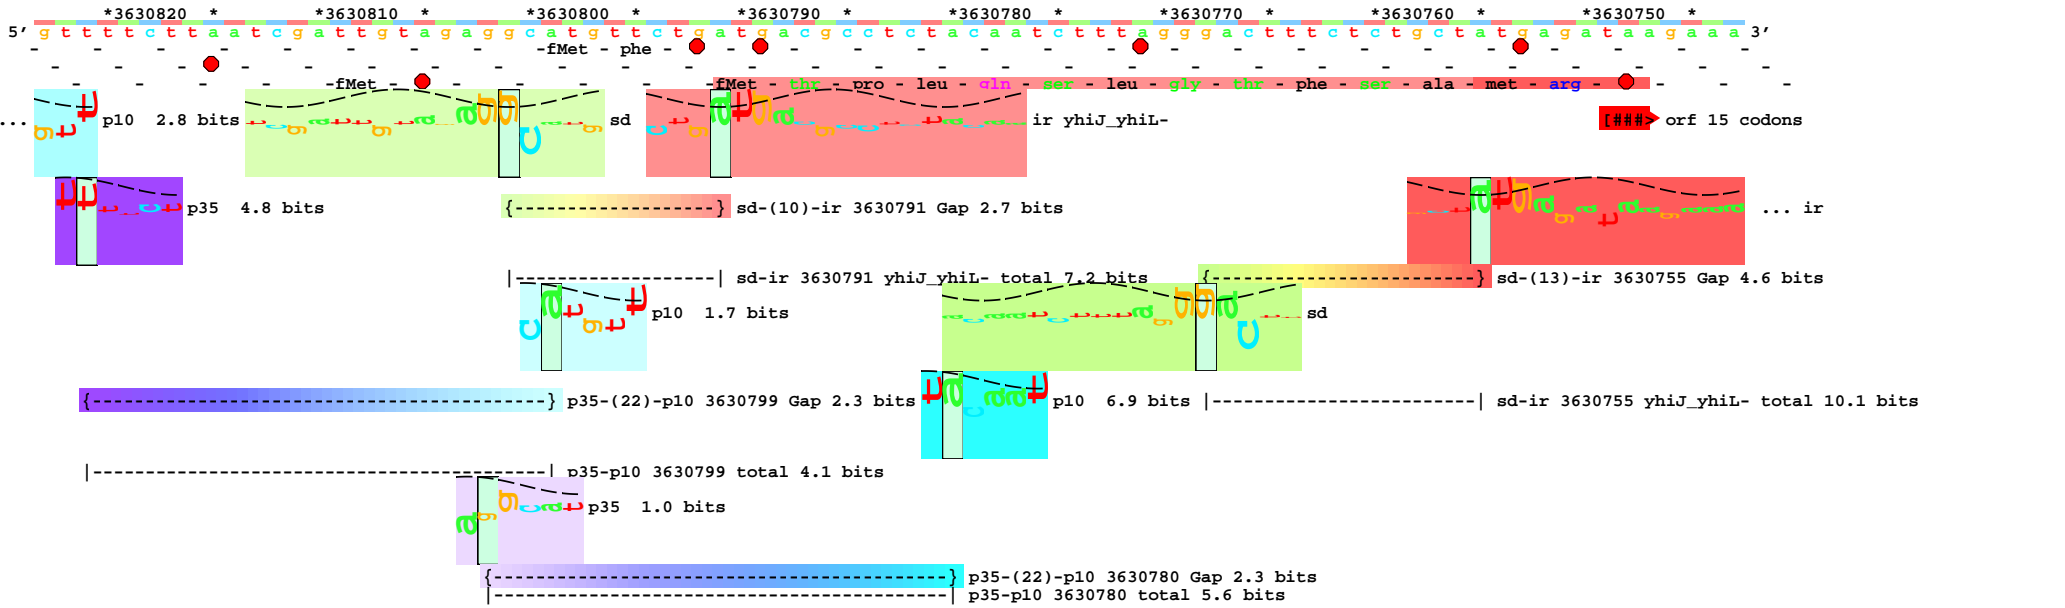 *3630820 * *3630810 * *3630800 * *3630790 * *3630780 * *3630770 * *3630760 * *3630750 *
5' g t t t t c t t a a t c g a t t g t a g a g g c a t g t t c t g a t g a c g c c t c t a c a a t c t t t a g g g a c t t t c t c t g c t a t g a g a t a a g a a a 3'
-fMet - phe -
-fMet - -fMet - thr - pro - leu - gln - ser - leu - gly - thr - phe - ser - ala - met - arg -
... p10 2.8 bits sd ir yhiJ_yhiL- [###> orf 15 codons
p35 4.8 bits {-------------------} sd-(10)-ir 3630791 Gap 2.7 bits ... ir
|-------------------| sd-ir 3630791 yhiJ_yhiL- total 7.2 bits {-------------------------} sd-(13)-ir 3630755 Gap 4.6 bits
p10 1.7 bits sd
{-------------------------------------------} p35-(22)-p10 3630799 Gap 2.3 bits p10 6.9 bits |-------------------------| sd-ir 3630755 yhiJ_yhiL- total 10.1 bits
|-------------------------------------------| p35-p10 3630799 total 4.1 bits
p35 1.0 bits
{-------------------------------------------} p35-(22)-p10 3630780 Gap 2.3 bits
|-------------------------------------------| p35-p10 3630780 total 5.6 bits